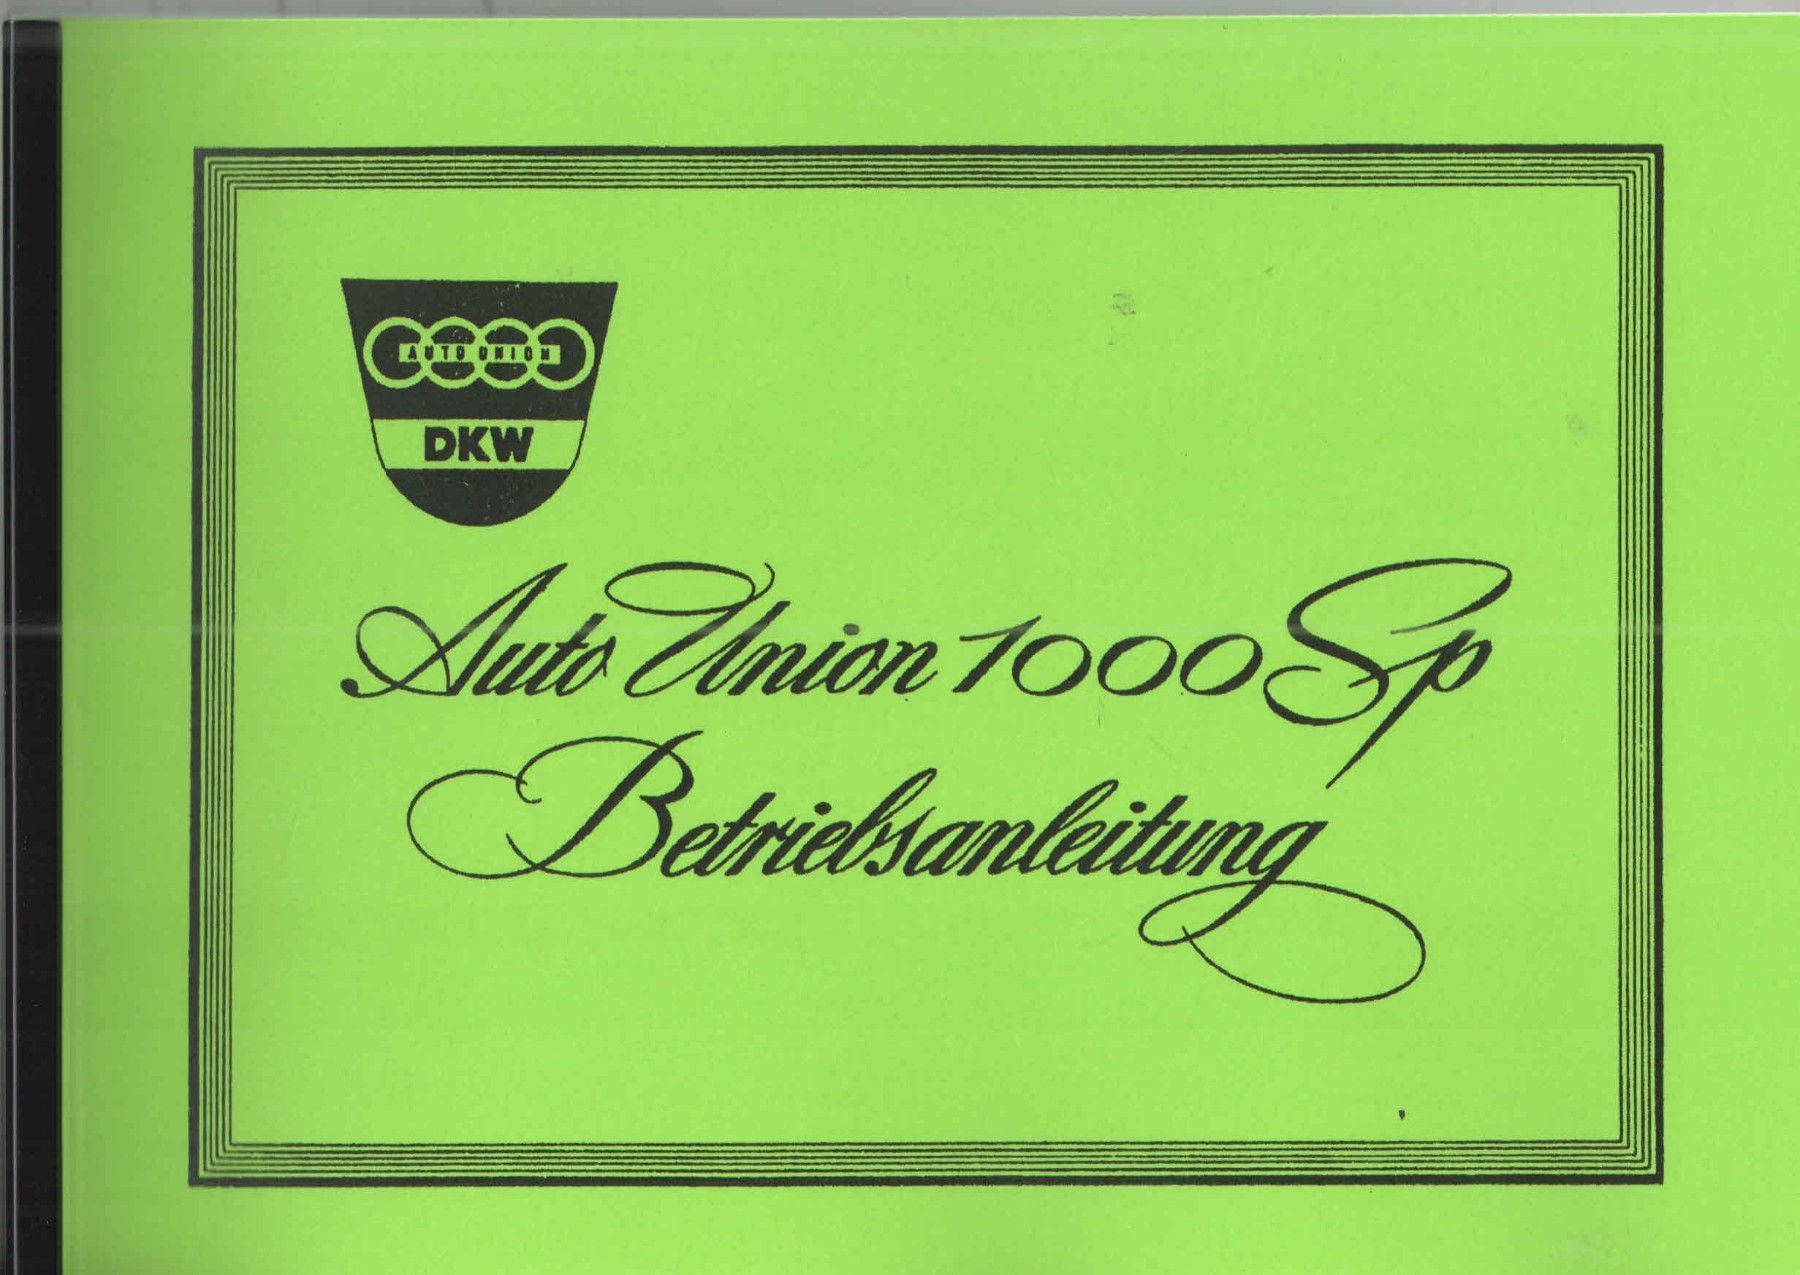 AUTO UNION
DKW
Auto Union 1000 Sp
Betriebsanleitung